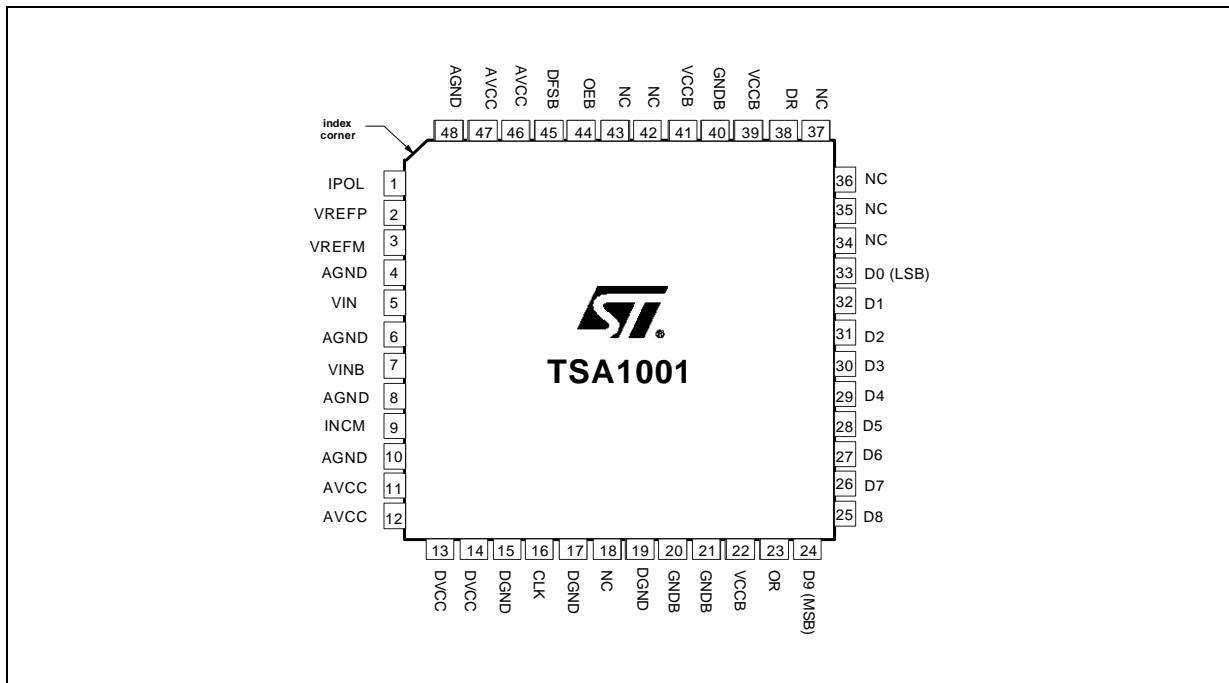 AGND AVCC AVCC DFSB OEB NC NC VCCB GNDB VCCB DR NC
index
corner
48 47 46 45 44 43 42 41 40 39 38 37
IPOL 1
VREFP 2
VREFM 3
AGND 4
VIN 5
AGND 6
VINB 7
AGND 8
INCM 9
AGND 10
AVCC 11
AVCC 12
ST®
TSA1001
36 NC
35 NC
34 NC
33 D0 (LSB)
32 D1
31 D2
30 D3
29 D4
28 D5
27 D6
26 D7
25 D8
13 14 15 16 17 18 19 20 21 22 23 24
DVCC DVCC DGND CLK DGND NC DGND GNDB GNDB VCCB OR D9 (MSB)